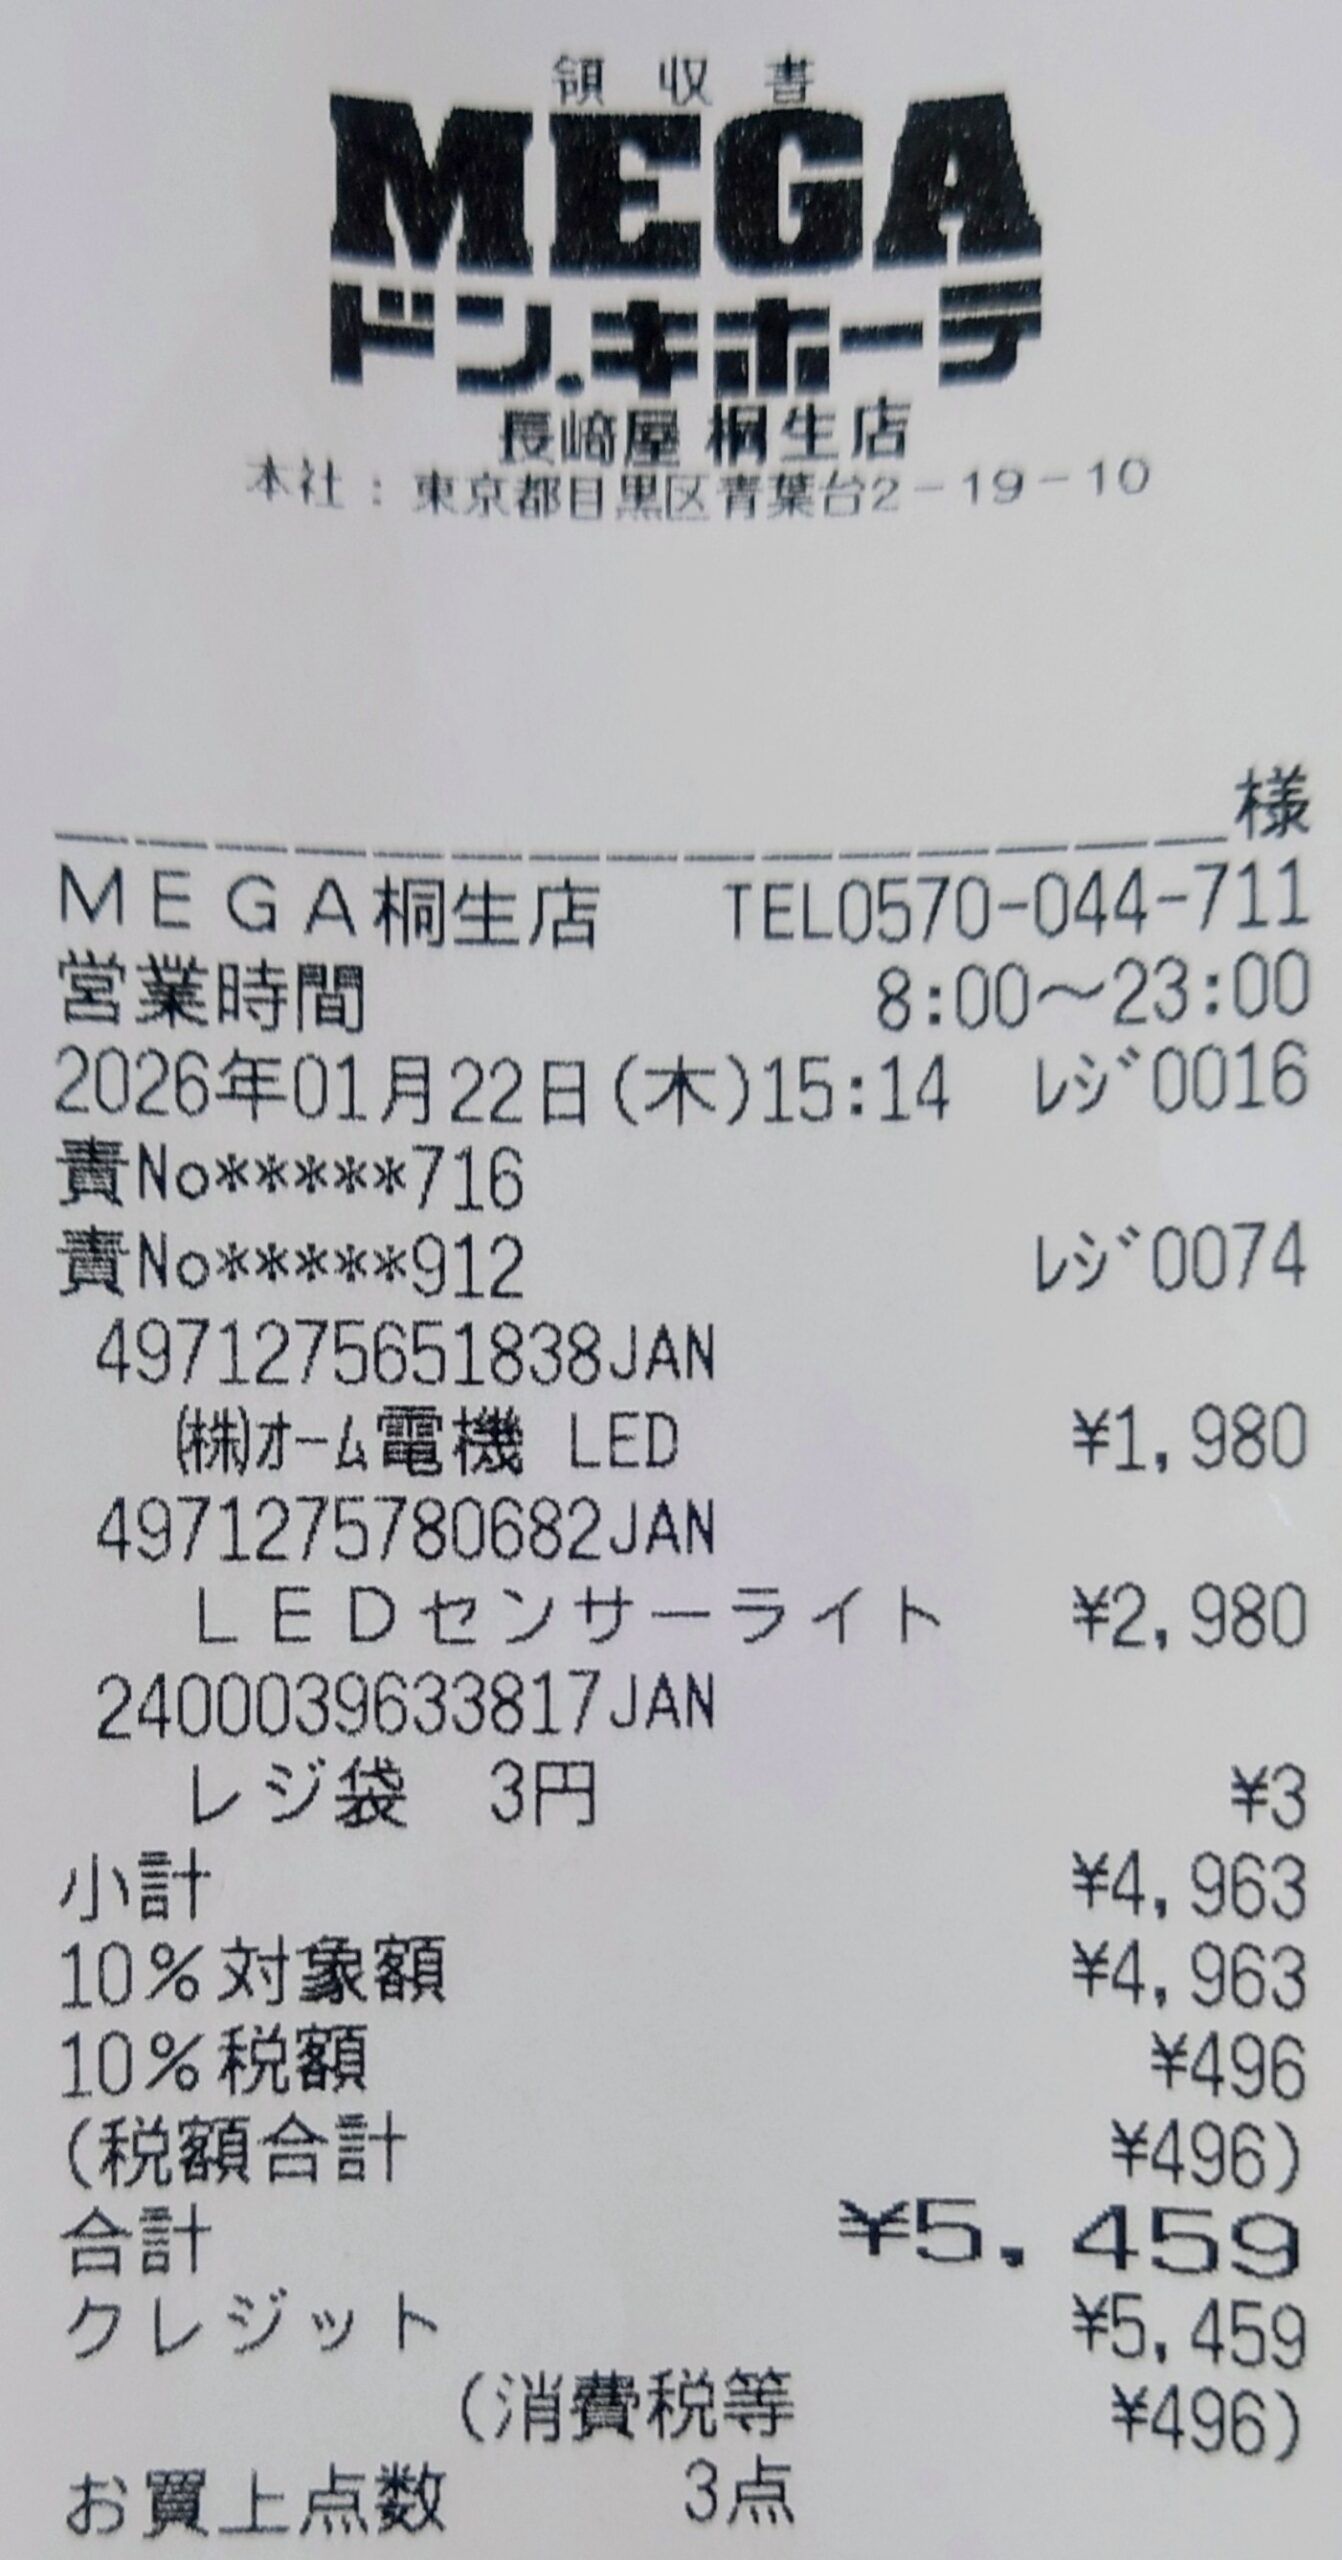 領収書
MEGA
ドン.キホーテ
長崎屋 桐生店
本社：東京都目黒区青葉台2-19-10
様
MEGA桐生店 TEL0570-044-711
営業時間 8:00～23:00
2026年01月22日(木)15:14 ﾚｼﾞ0016
責No*****716
責No*****912 ﾚｼﾞ0074
4971275651838JAN
㈱ｵｰﾑ電機 LED ¥1,980
4971275780682JAN
LEDセンサーライト ¥2,980
2400039633817JAN
レジ袋 3円 ¥3
小計 ¥4,963
10%対象額 ¥4,963
10%税額 ¥496
(税額合計 ¥496)
合計 ¥5,459
クレジット ¥5,459
(消費税等 ¥496)
お買上点数 3点